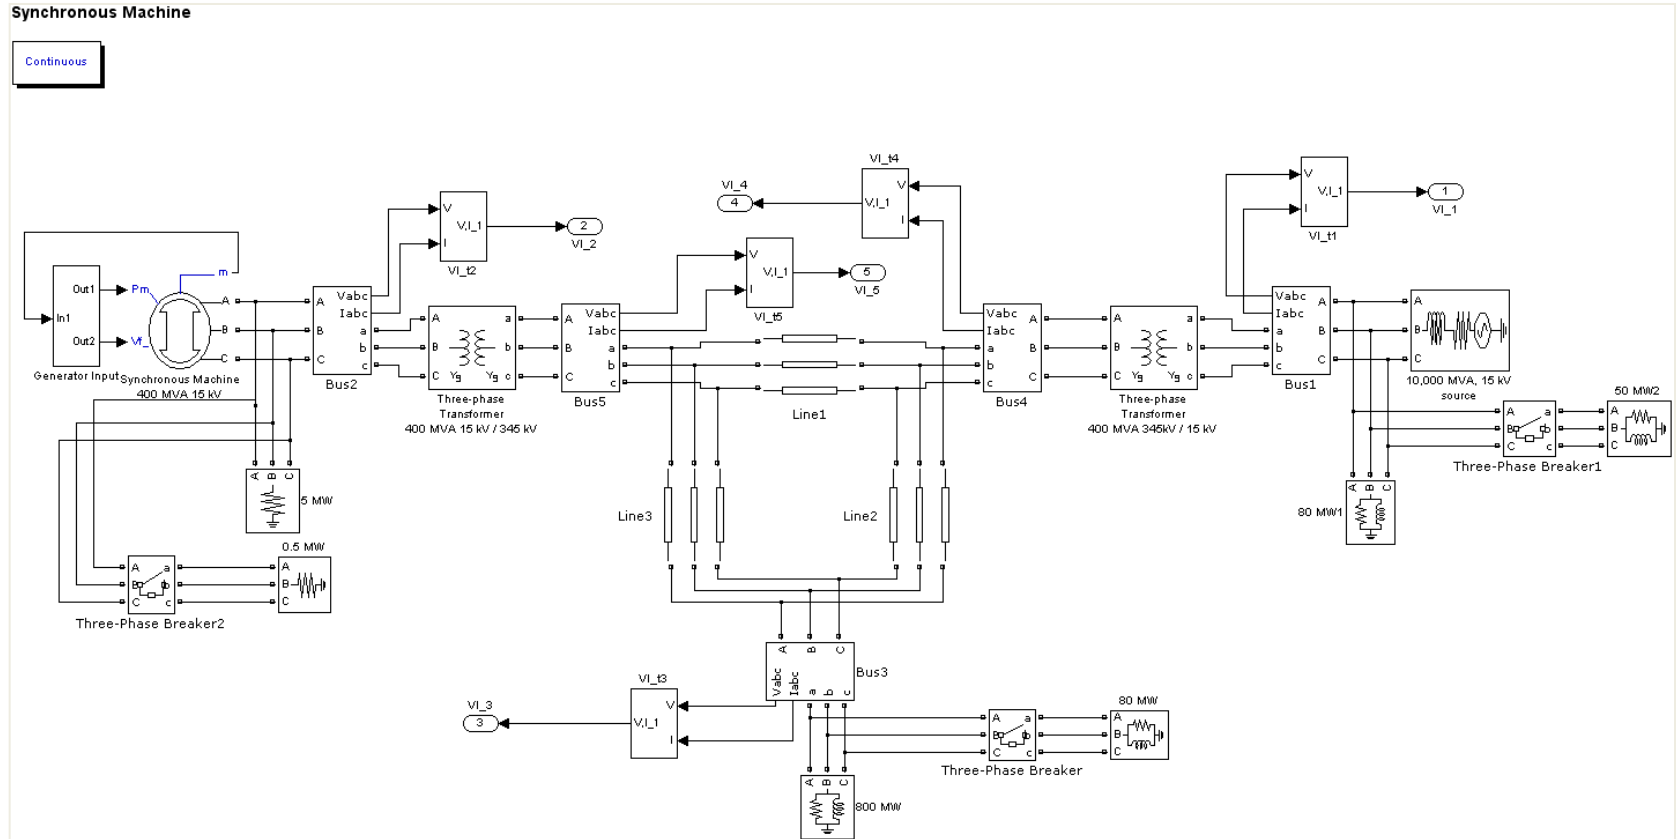 Synchronous Machine
Continuous
VI_t4
V
V,I_1
I
VI_4
4
VI_t1
V
V,I_1
I
1
VI_1
V
V,I_1
I
VI_t2
2
VI_2
V
V,I_1
I
VI_t5
5
VI_5
In1
Out1
Out2
Generator Input
Pm
Vf_
m
A
B
C
Synchronous Machine
400 MVA 15 kV
A
B
C
Vabc
Iabc
a
b
c
Bus2
A
B
C
a
b
c
Yg
Yg
Three-phase
Transformer
400 MVA 15 kV / 345 kV
A
B
C
Vabc
Iabc
a
b
c
Bus5
Line1
Vabc
Iabc
a
b
c
A
B
C
Bus4
A
B
C
a
b
c
Yg
Yg
Three-phase
Transformer
400 MVA 345kV / 15 kV
Vabc
Iabc
a
b
c
A
B
C
Bus1
A
B
C
10,000 MVA, 15 kV
source
50 MW2
A
B
C
a
b
c
A
B
C
Three-Phase Breaker1
A
B
C
80 MW1
A
B
C
5 MW
0.5 MW
A
B
C
a
b
c
A
B
C
Three-Phase Breaker2
Line3
Line2
A
B
C
Vabc
Iabc
a
b
c
Bus3
VI_t3
V
V,I_1
I
VI_3
3
80 MW
A
B
C
a
b
c
A
B
C
Three-Phase Breaker
A
B
C
800 MW